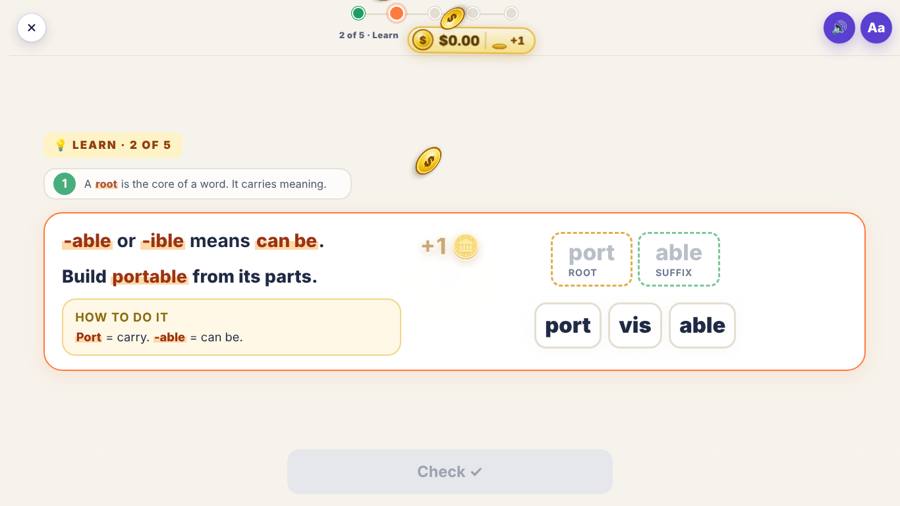 ✕
2 of 5 · Learn
$ $0.00 +1
Aa
LEARN · 2 OF 5
1 A root is the core of a word. It carries meaning.
-able or -ible means can be.
Build portable from its parts.
HOW TO DO IT
Port = carry. -able = can be.
+1
port able
ROOT SUFFIX
port vis able
Check ✓